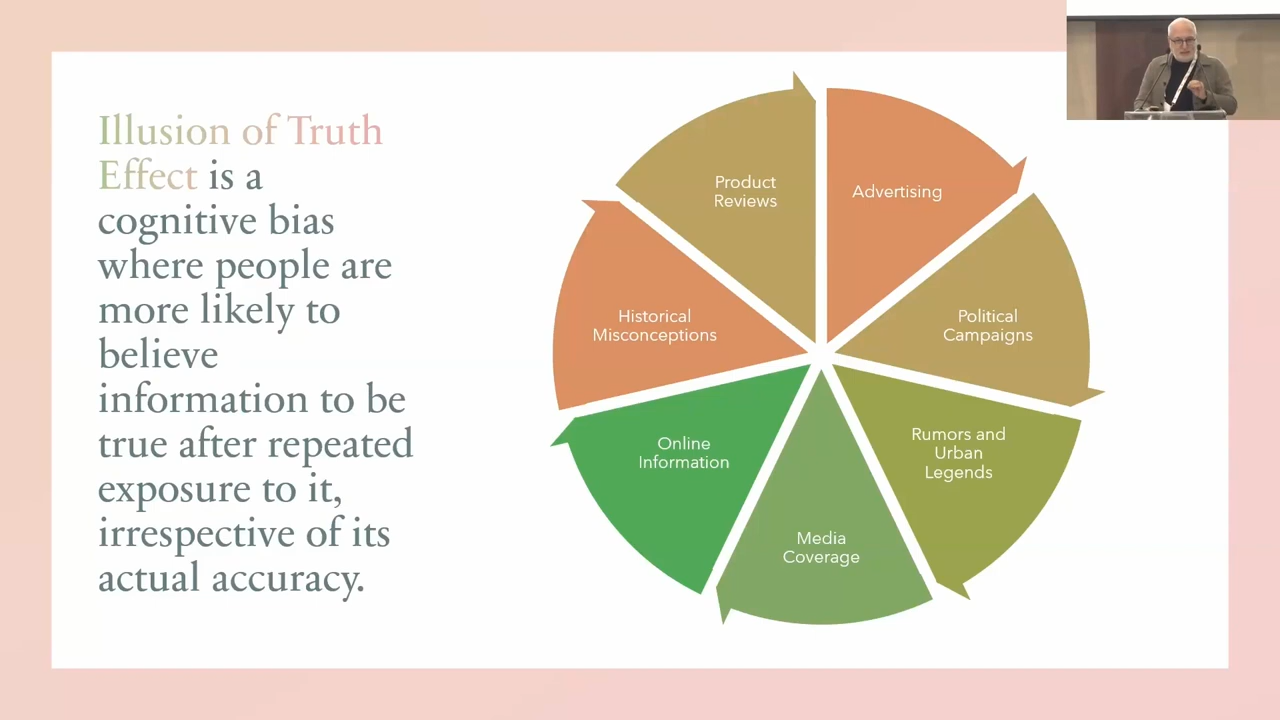 Illusion of Truth
Effect is a
cognitive bias
where people are
more likely to
believe
information to be
true after repeated
exposure to it,
irrespective of its
actual accuracy.
Product
Reviews
Advertising
Historical
Misconceptions
Political
Campaigns
Online
Information
Rumors and
Urban
Legends
Media
Coverage